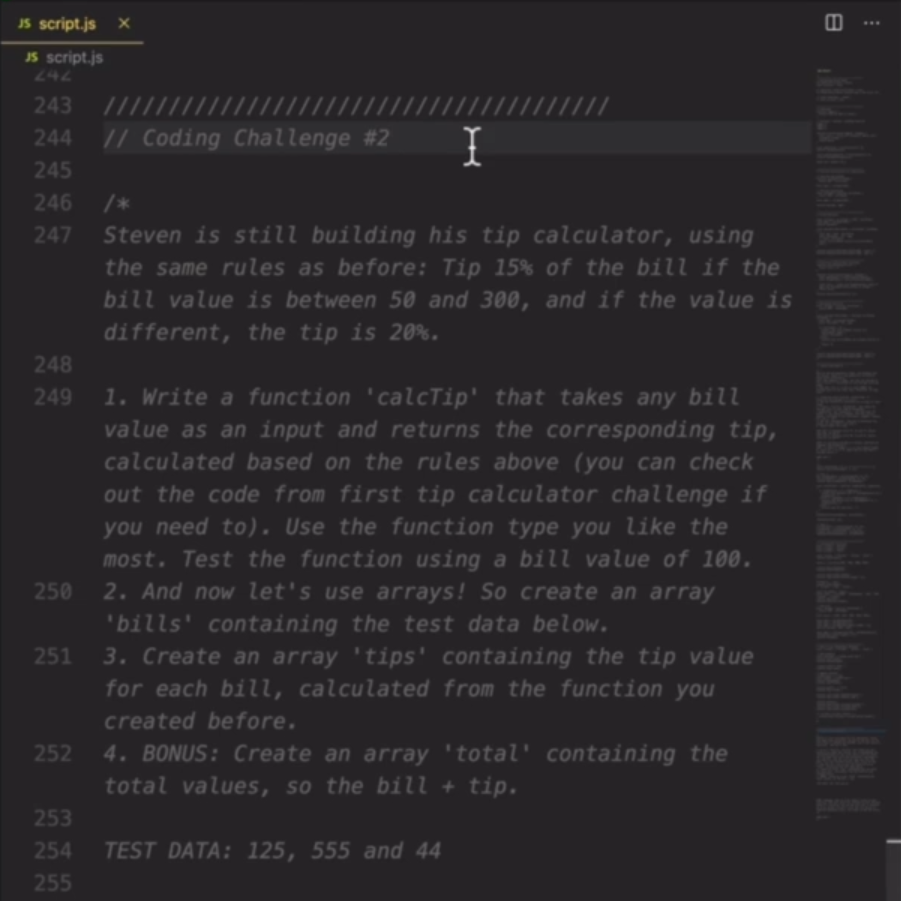 JS script.js
JS script.js
242
243 ///////////////////////////////////////
244 // Coding Challenge #2
245
246 /*
247 Steven is still building his tip calculator, using
the same rules as before: Tip 15% of the bill if the
bill value is between 50 and 300, and if the value is
different, the tip is 20%.
248
249 1. Write a function 'calcTip' that takes any bill
value as an input and returns the corresponding tip,
calculated based on the rules above (you can check
out the code from first tip calculator challenge if
you need to). Use the function type you like the
most. Test the function using a bill value of 100.
250 2. And now let's use arrays! So create an array
'bills' containing the test data below.
251 3. Create an array 'tips' containing the tip value
for each bill, calculated from the function you
created before.
252 4. BONUS: Create an array 'total' containing the
total values, so the bill + tip.
253
254 TEST DATA: 125, 555 and 44
255